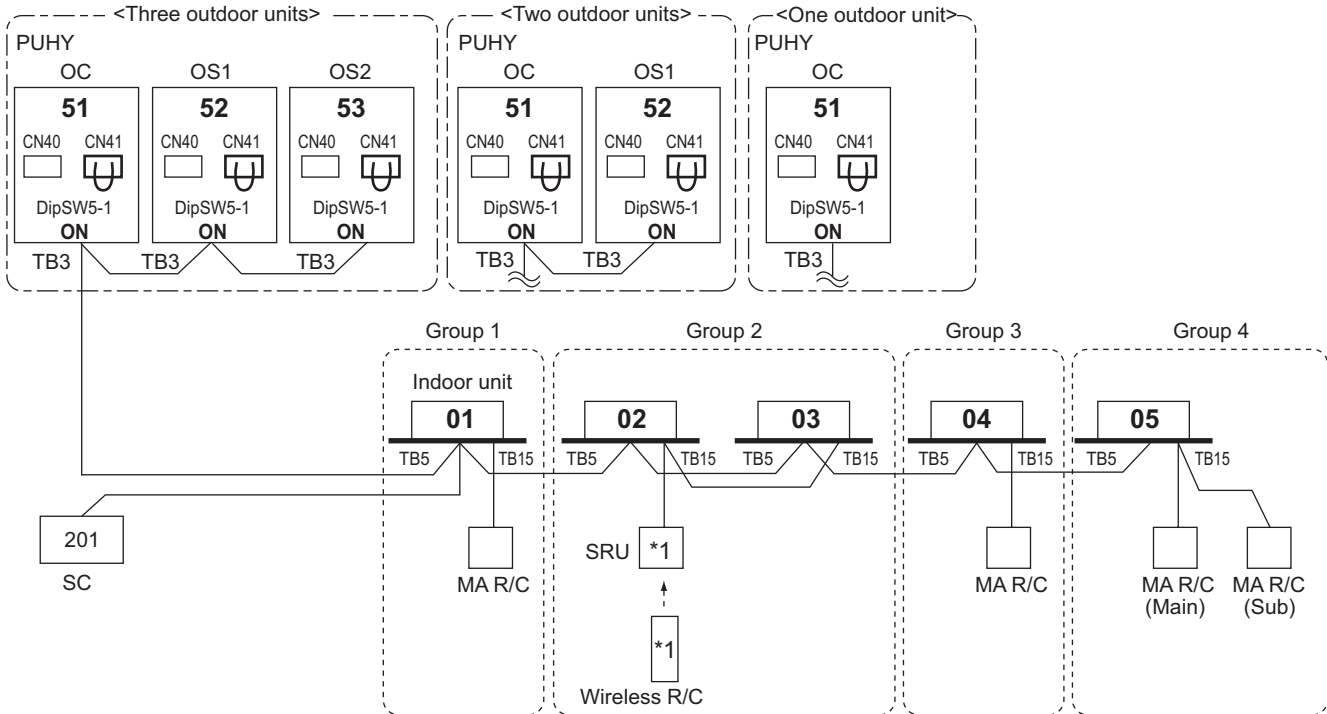 <Three outdoor units>
<Two outdoor units>
<One outdoor unit>
PUHY
PUHY
PUHY
OC
OS1
OS2
OC
OS1
OC
51
52
53
51
52
51
CN40 CN41
CN40 CN41
CN40 CN41
CN40 CN41
CN40 CN41
CN40 CN41
DipSW5-1
DipSW5-1
DipSW5-1
DipSW5-1
DipSW5-1
DipSW5-1
ON
ON
ON
ON
ON
ON
TB3
TB3
TB3
TB3
TB3
TB3
Group 1
Group 2
Group 3
Group 4
Indoor unit
01
02
03
04
05
TB5
TB15
TB5
TB15
TB5
TB15
TB5
TB15
TB5
TB15
201
SC
MA R/C
SRU
*1
MA R/C
MA R/C
(Main)
MA R/C
(Sub)
*1
Wireless R/C